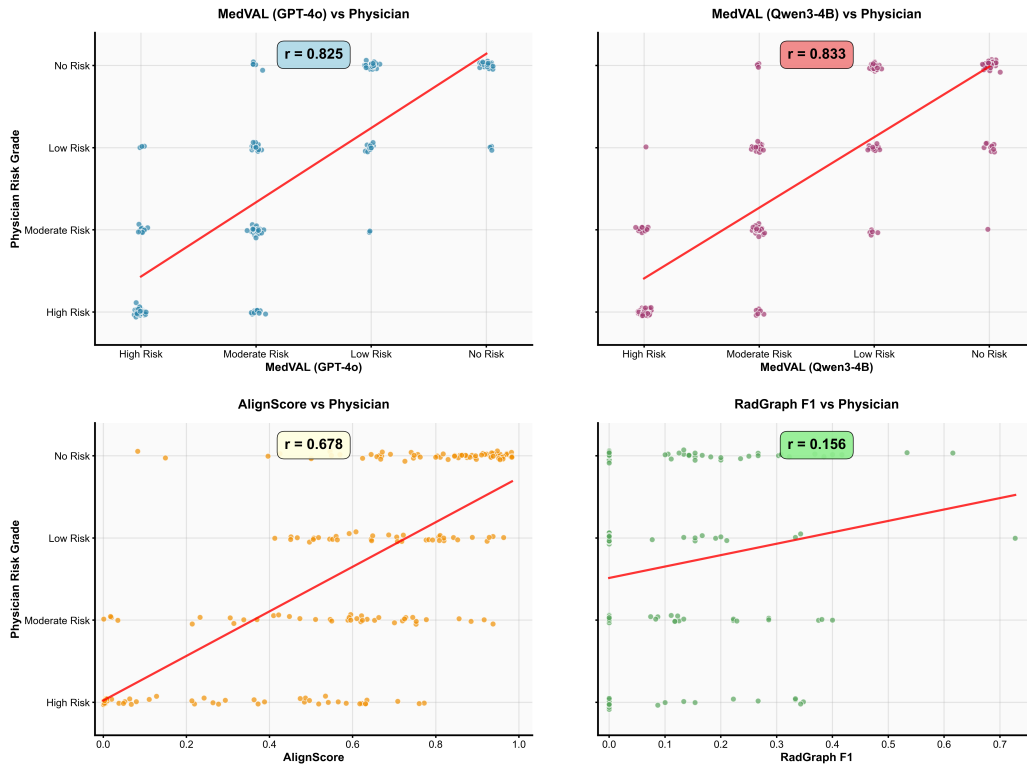 MedVAL (GPT-4o) vs Physician
r = 0.825
Physician Risk Grade
No Risk
Low Risk
Moderate Risk
High Risk
High Risk
Moderate Risk
Low Risk
No Risk
MedVAL (GPT-4o)
MedVAL (Qwen3-4B) vs Physician
r = 0.833
High Risk
Moderate Risk
Low Risk
No Risk
MedVAL (Qwen3-4B)
AlignScore vs Physician
r = 0.678
Physician Risk Grade
No Risk
Low Risk
Moderate Risk
High Risk
0.0
0.2
0.4
0.6
0.8
1.0
AlignScore
RadGraph F1 vs Physician
r = 0.156
0.0
0.1
0.2
0.3
0.4
0.5
0.6
0.7
RadGraph F1